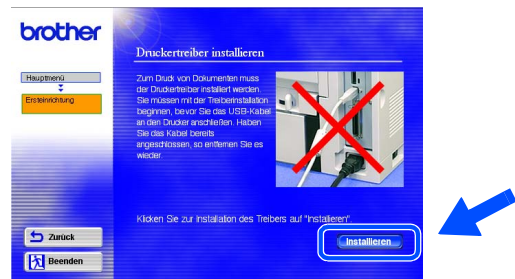 brother
Druckertreiber installieren
Hauptmenü
Ersteinrichtung
Zum Druck von Dokumenten muss
der Druckertreiber installiert werden.
Sie müssen mit der Treiberinstallation
beginnen, bevor Sie das USB-Kabel
an den Drucker anschließen. Haben
Sie das Kabel bereits
angeschlossen, so entfernen Sie es
wieder.
Klicken Sie zur Installation des Treibers auf "Installieren".
Installieren
Zurück
Beenden